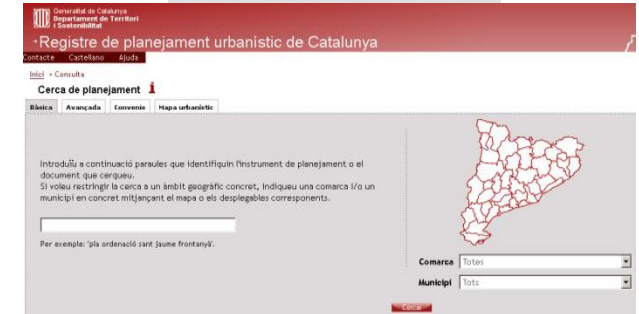 Generalitat de Catalunya
Departament de Territori
i Sostenibilitat
Registre de planejament urbanístic de Catalunya
Contacte Castellano Ajuda
Inici Consulta
Cerca de planejament i
Bàsica Avançada Convenis Mapa urbanístic
Introduïu a continuació paraules que identifiquin l'instrument de planejament o el
document que cerqueu.
Si voleu restringir la cerca a un àmbit geogràfic concret, indiqueu una comarca i/o un
municipi en concret mitjançant el mapa o els desplegables corresponents.
Per exemple: 'pla ordenació sant jaume frontanyà'.
Comarca Totes
Municipi Tots
Cerca